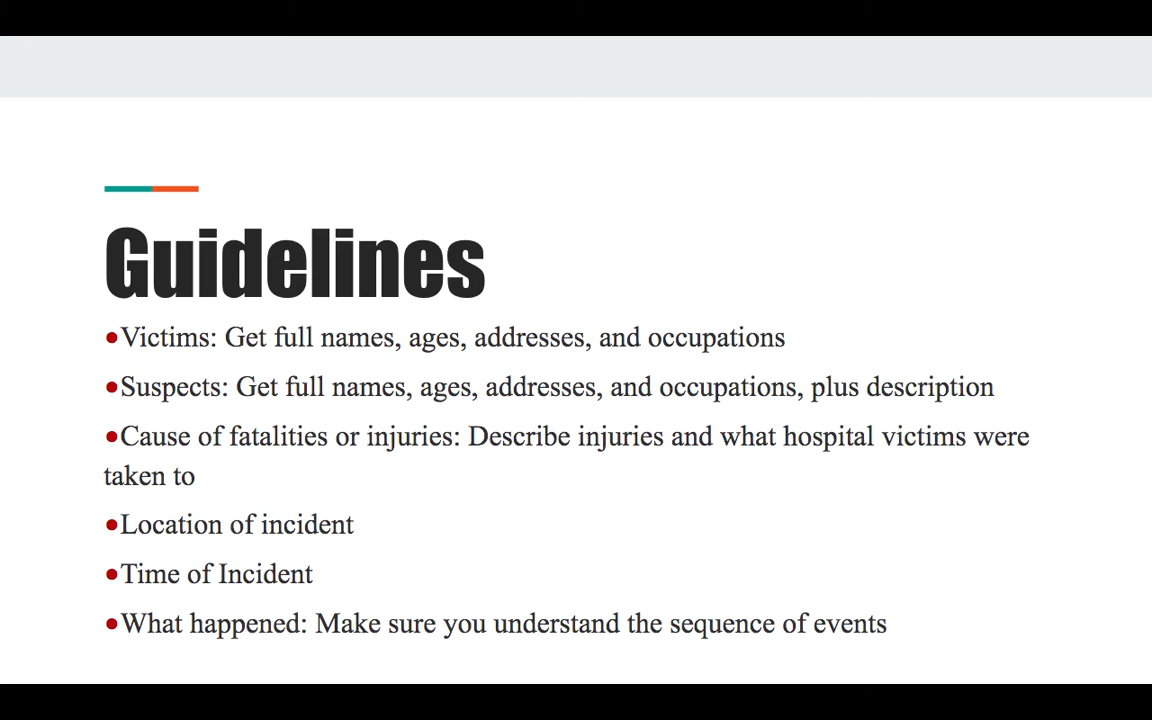 Guidelines
●Victims: Get full names, ages, addresses, and occupations
●Suspects: Get full names, ages, addresses, and occupations, plus description
●Cause of fatalities or injuries: Describe injuries and what hospital victims were
taken to
●Location of incident
●Time of Incident
●What happened: Make sure you understand the sequence of events